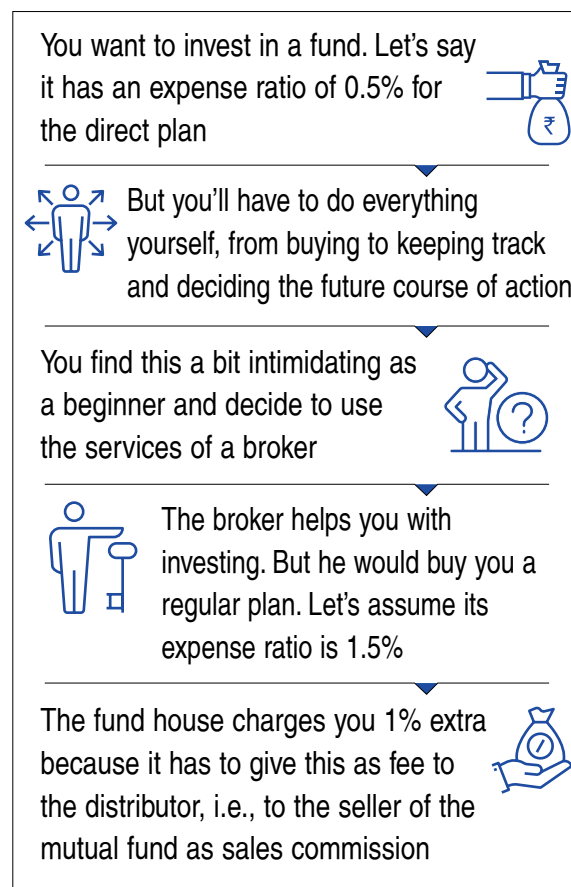 You want to invest in a fund. Let’s say
it has an expense ratio of 0.5% for
the direct plan
₹
But you’ll have to do everything
yourself, from buying to keeping track
and deciding the future course of action
You find this a bit intimidating as
a beginner and decide to use
the services of a broker
?
The broker helps you with
investing. But he would buy you a
regular plan. Let’s assume its
expense ratio is 1.5%
The fund house charges you 1% extra
because it has to give this as fee to
the distributor, i.e., to the seller of the
mutual fund as sales commission